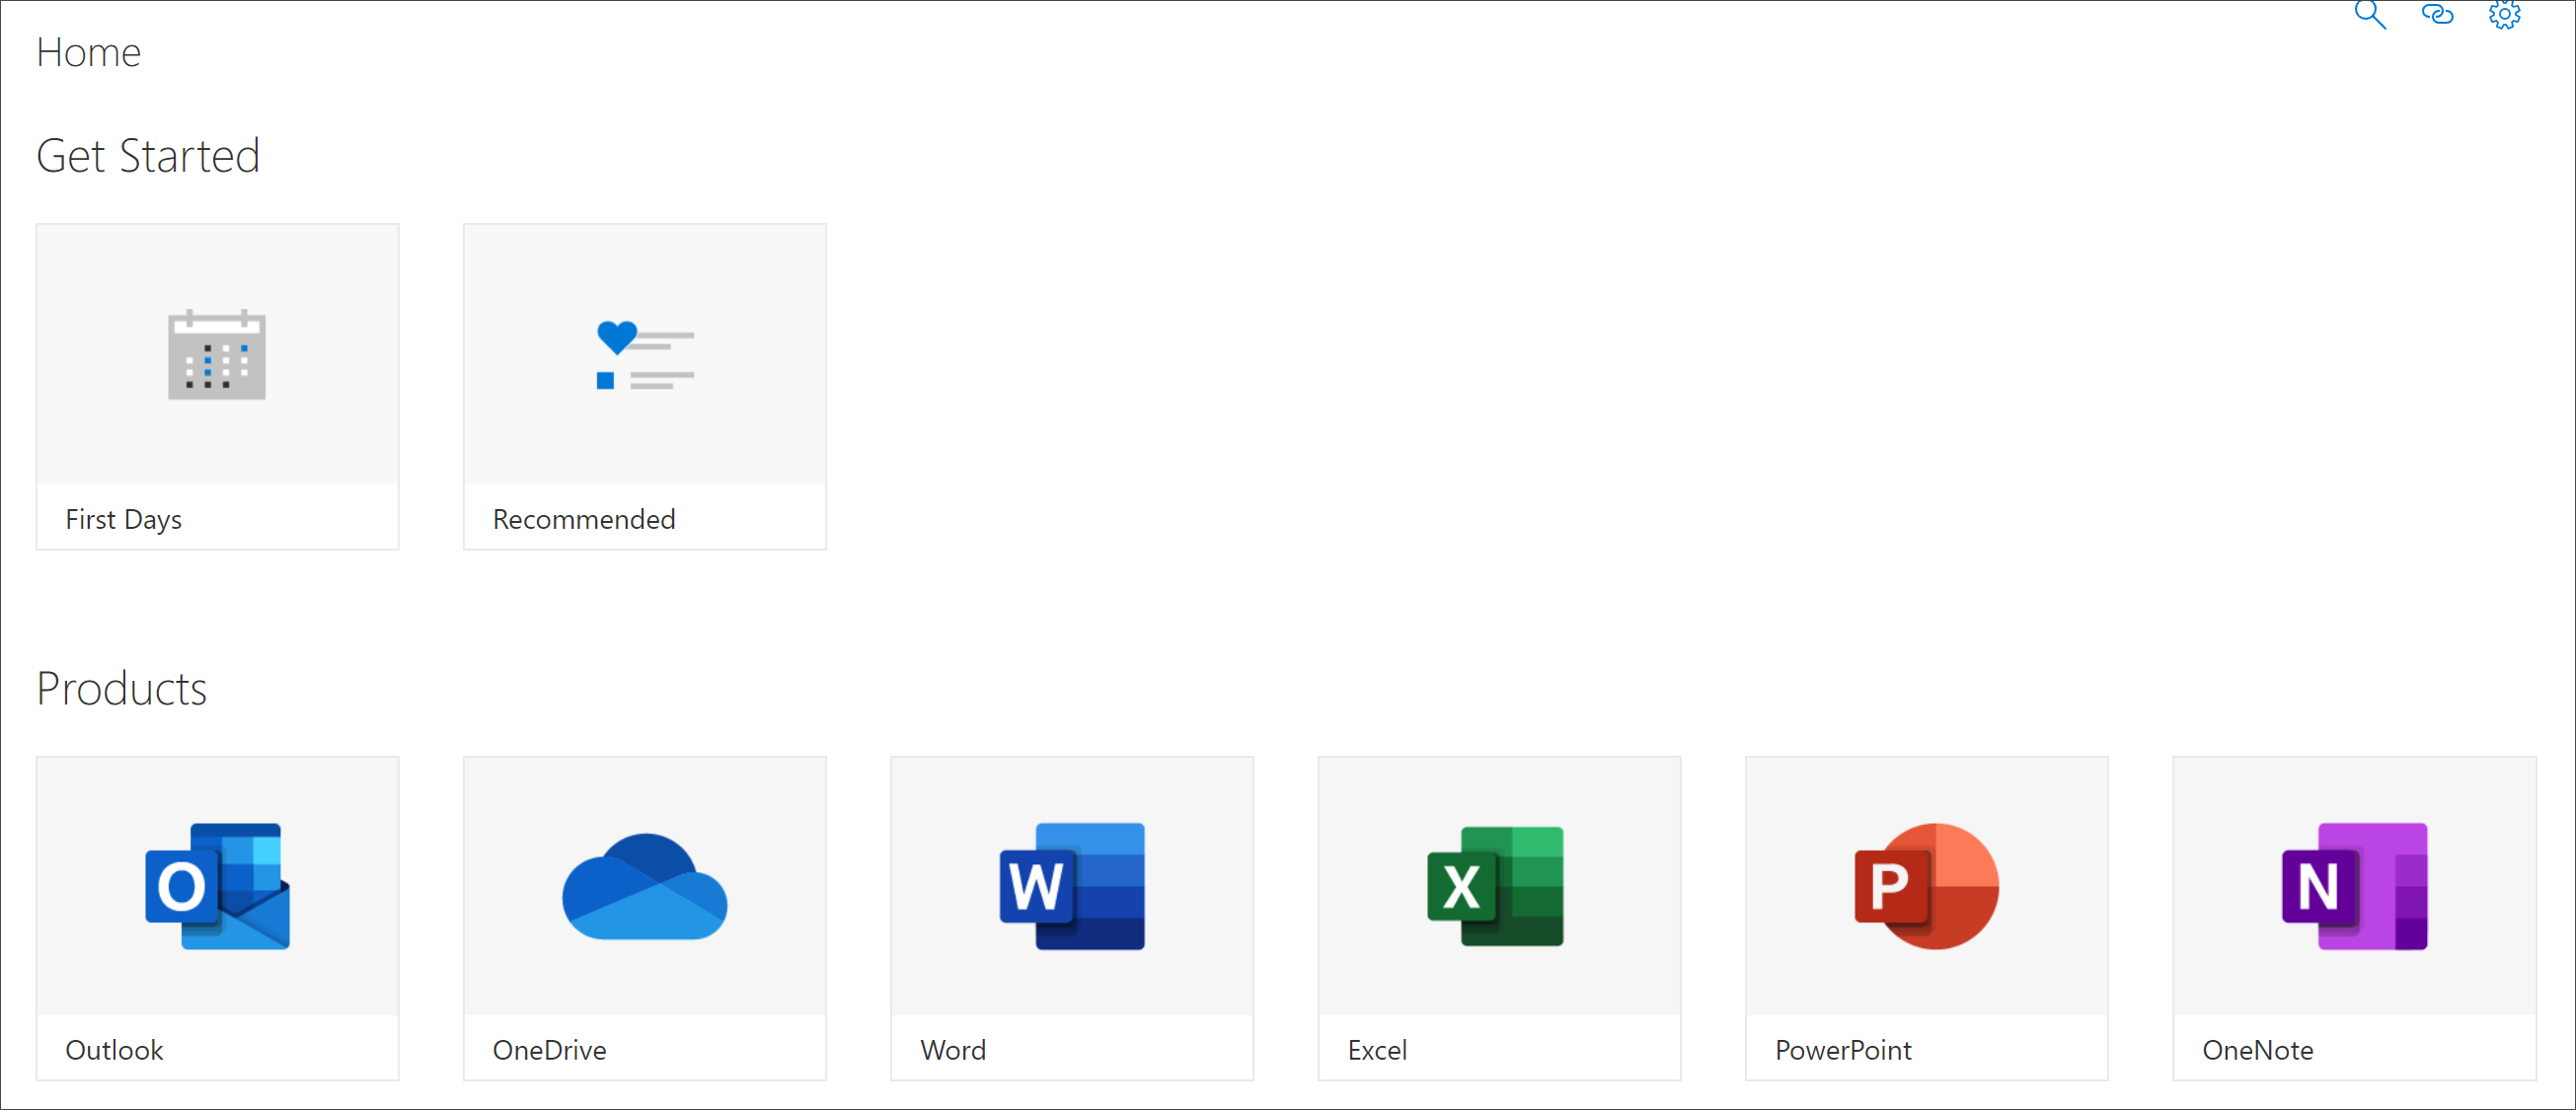 Home
Get Started
First Days
Recommended
Products
O
W
X
P
N
Outlook
OneDrive
Word
Excel
PowerPoint
OneNote